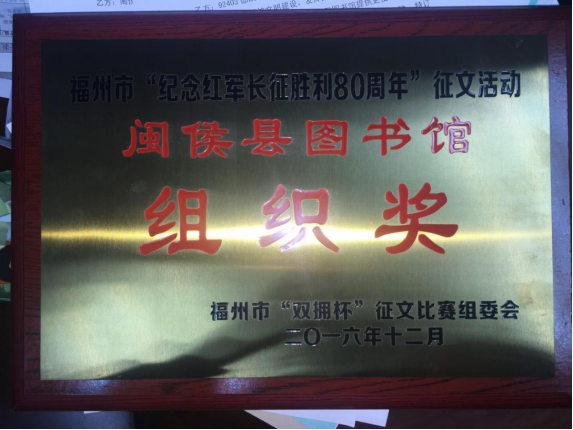 福州市“纪念红军长征胜利80周年”征文活动
闽侯县图书馆
组织奖
福州市“双拥杯”征文比赛组委会
二〇一六年十二月